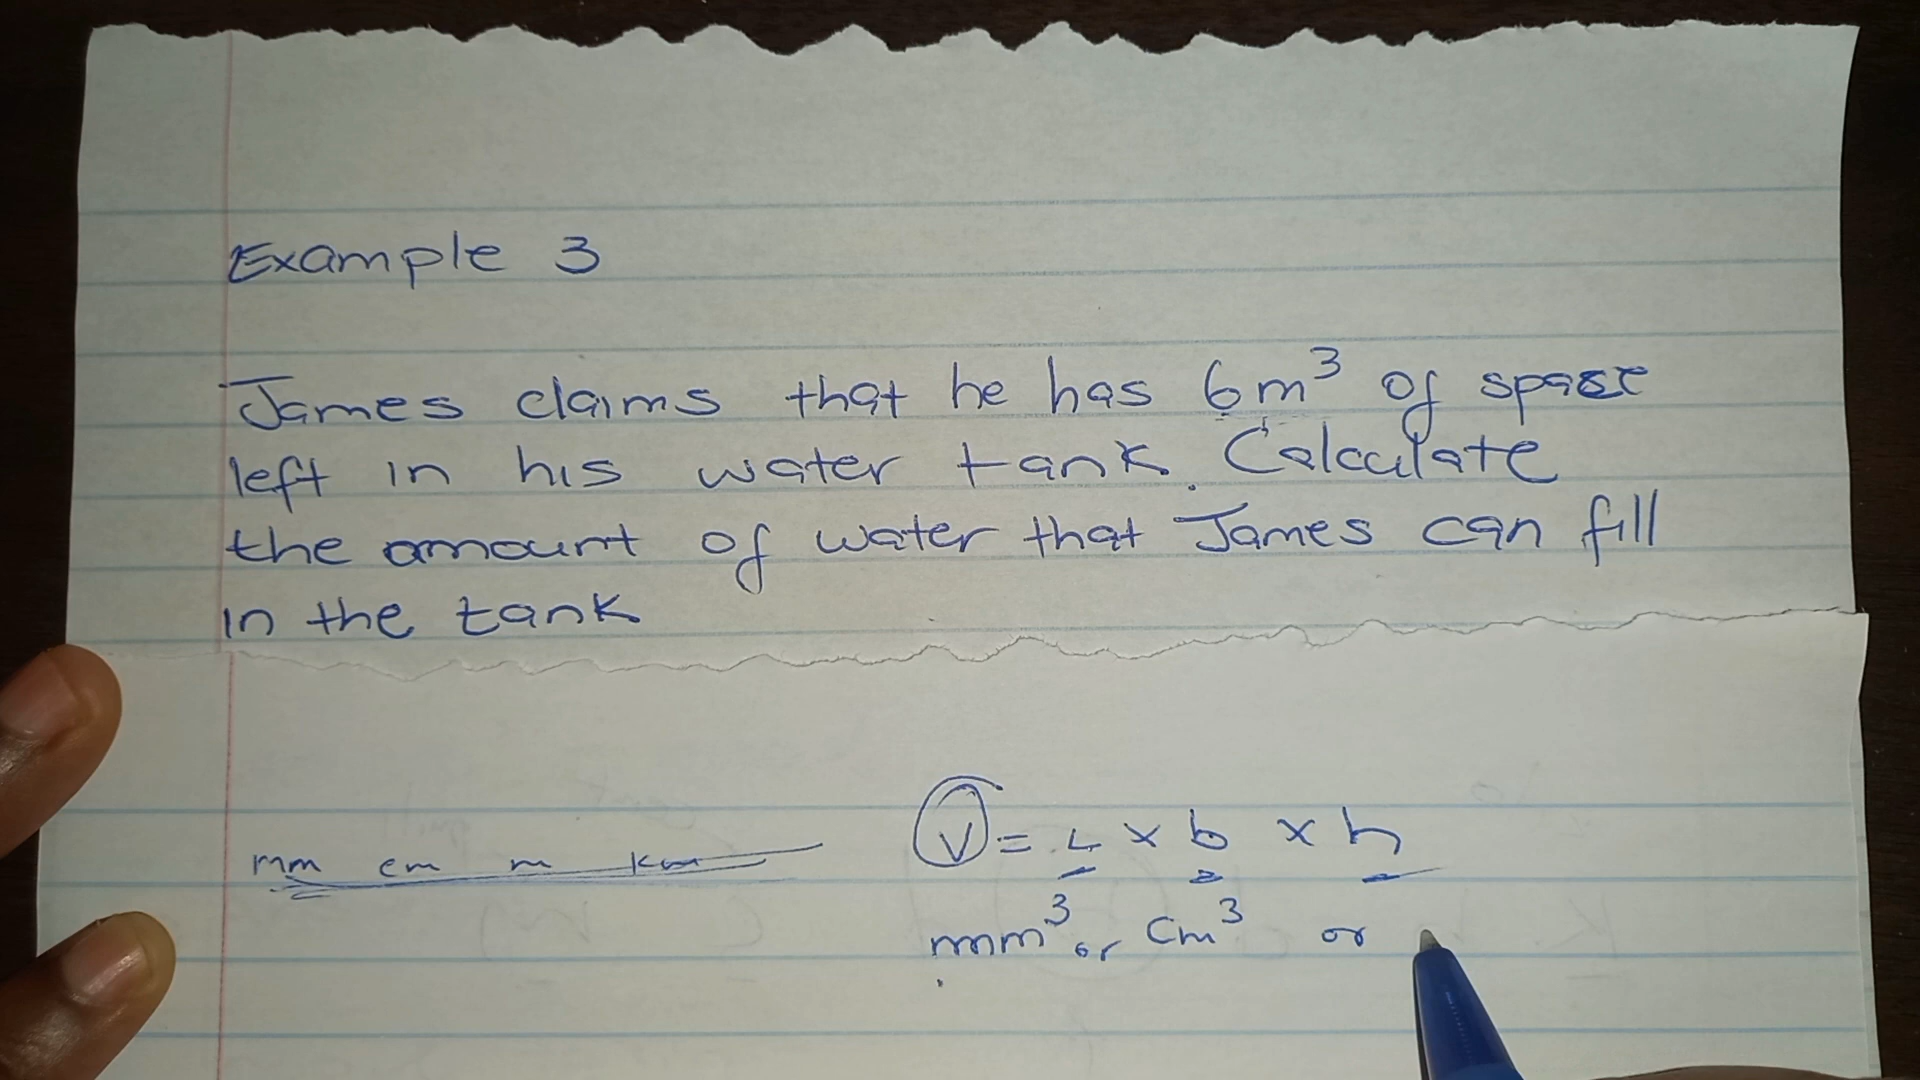 Example 3
James claims that he has 6m³ of space
left in his water tank. Calculate
the amount of water that James can fill
in the tank
V = L x b x h
mm cm m km
mm³ or cm³ or